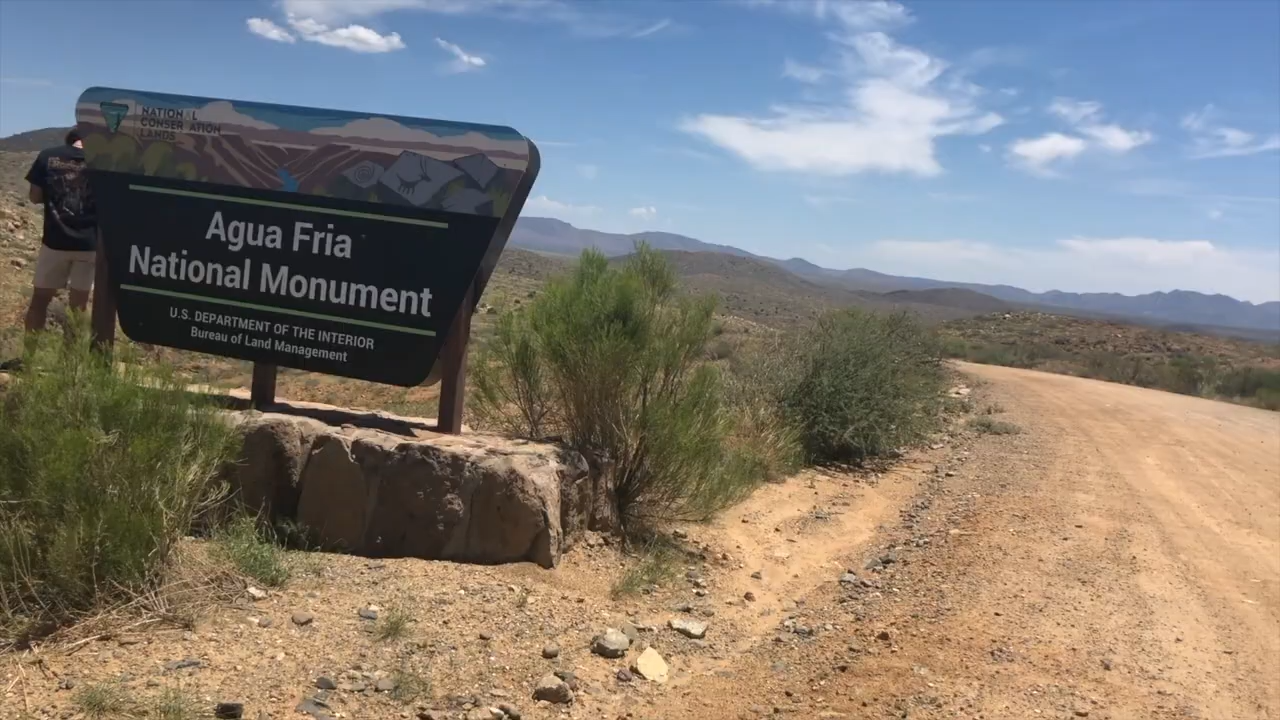 NATIONAL
CONSERVATION
LANDS
Agua Fria
National Monument
U.S. DEPARTMENT OF THE INTERIOR
Bureau of Land Management